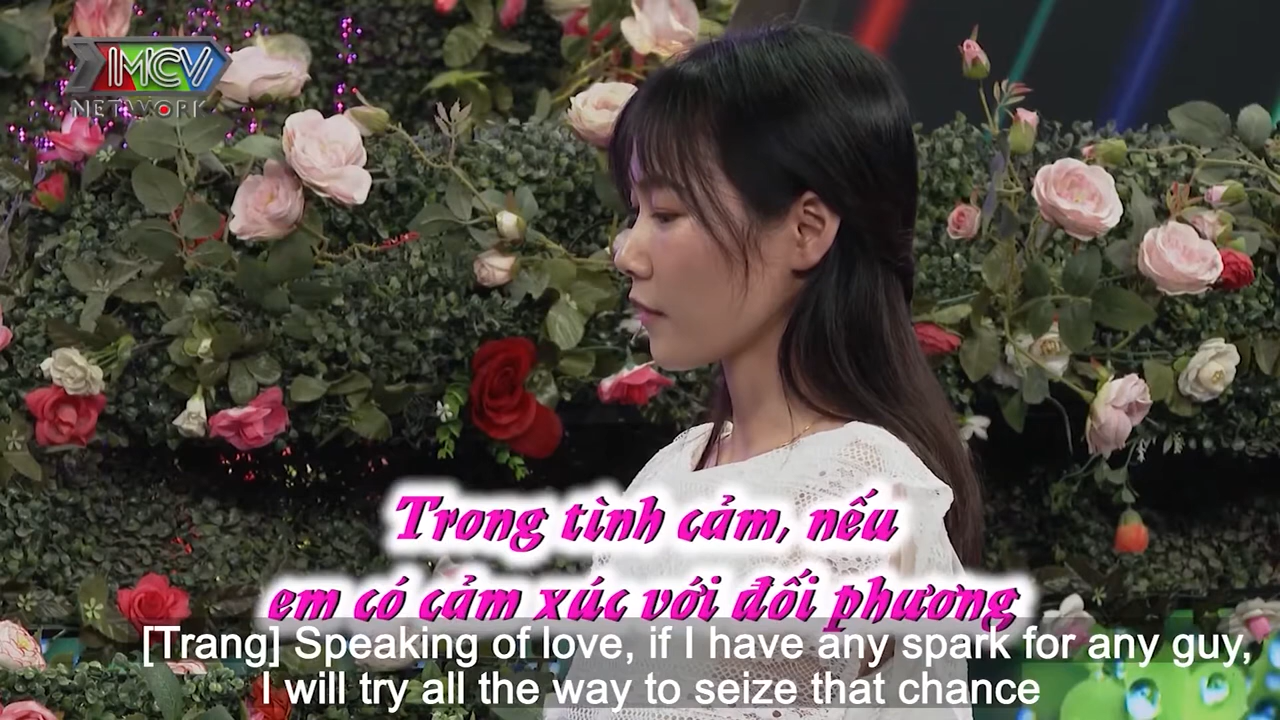 MCV
NETWORK
Trong tình cảm, nếu
em có cảm xúc với đối phương
[Trang] Speaking of love, if I have any spark for any guy,
I will try all the way to seize that chance